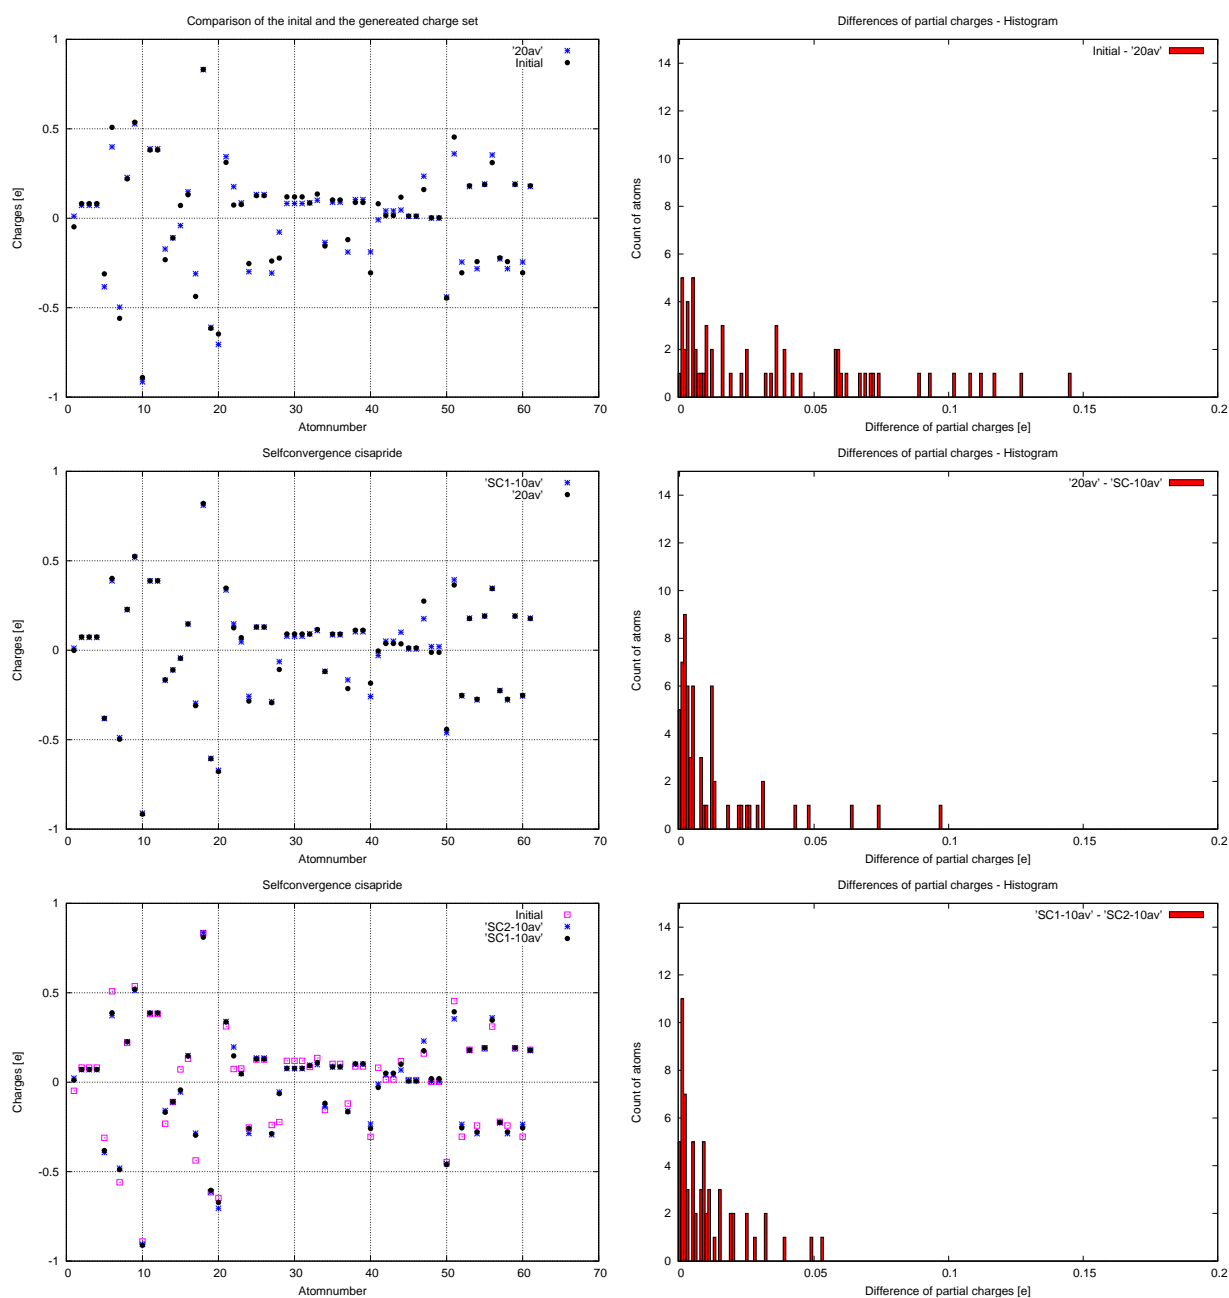 Comparison of the inital and the genereated charge set
'20av'
Initial
1
0.5
0
-0.5
-1
Charges [e]
0 10 20 30 40 50 60 70
Atomnumber
Differences of partial charges - Histogram
Initial - '20av'
14
12
10
8
6
4
2
0
Count of atoms
0 0.05 0.1 0.15 0.2
Difference of partial charges [e]
Selfconvergence cisapride
'SC1-10av'
'20av'
1
0.5
0
-0.5
-1
Charges [e]
0 10 20 30 40 50 60 70
Atomnumber
Differences of partial charges - Histogram
'20av' - 'SC-10av'
14
12
10
8
6
4
2
0
Count of atoms
0 0.05 0.1 0.15 0.2
Difference of partial charges [e]
Selfconvergence cisapride
Initial
'SC2-10av'
'SC1-10av'
1
0.5
0
-0.5
-1
Charges [e]
0 10 20 30 40 50 60 70
Atomnumber
Differences of partial charges - Histogram
'SC1-10av' - 'SC2-10av'
14
12
10
8
6
4
2
0
Count of atoms
0 0.05 0.1 0.15 0.2
Difference of partial charges [e]